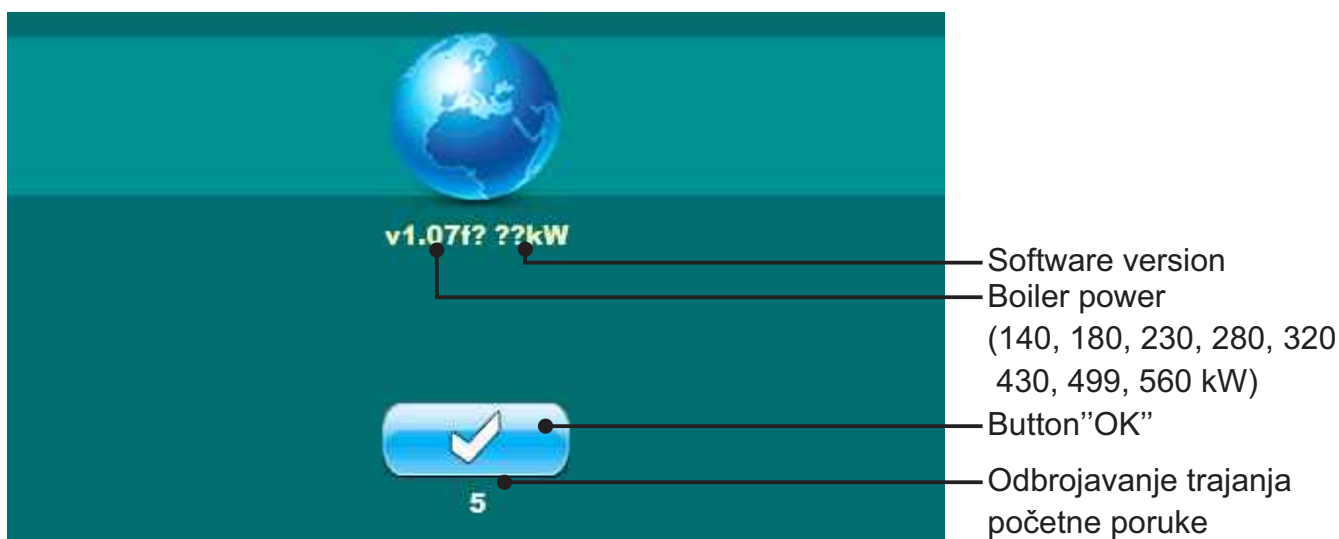 v1.07f? ??kW
Software version
Boiler power
(140, 180, 230, 280, 320
430, 499, 560 kW)
Button''OK''
5
Odbrojavanje trajanja
početne poruke